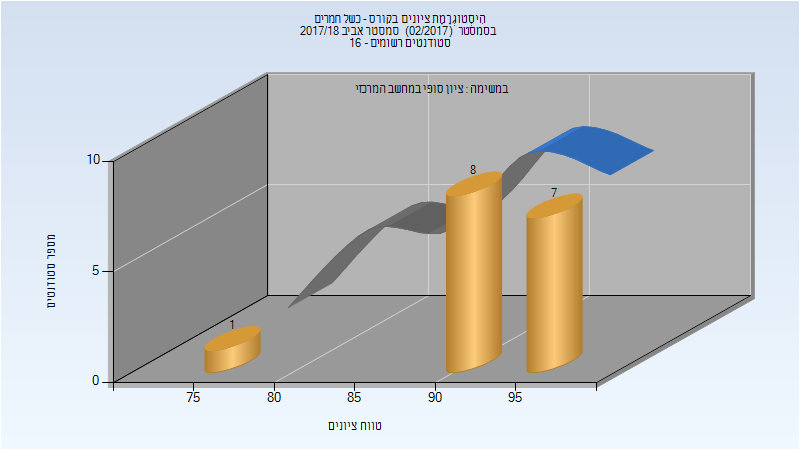 היסטוגרמת ציונים בקורס - כשל חמרים
בסמסטר (02/2017) סמסטר אביב 2017/18
סטודנטים רשומים - 16
במשימה : ציון סופי במחשב המרכזי
מספר סטודנטים
10
5
0
1
8
7
75
80
85
90
95
טווח ציונים